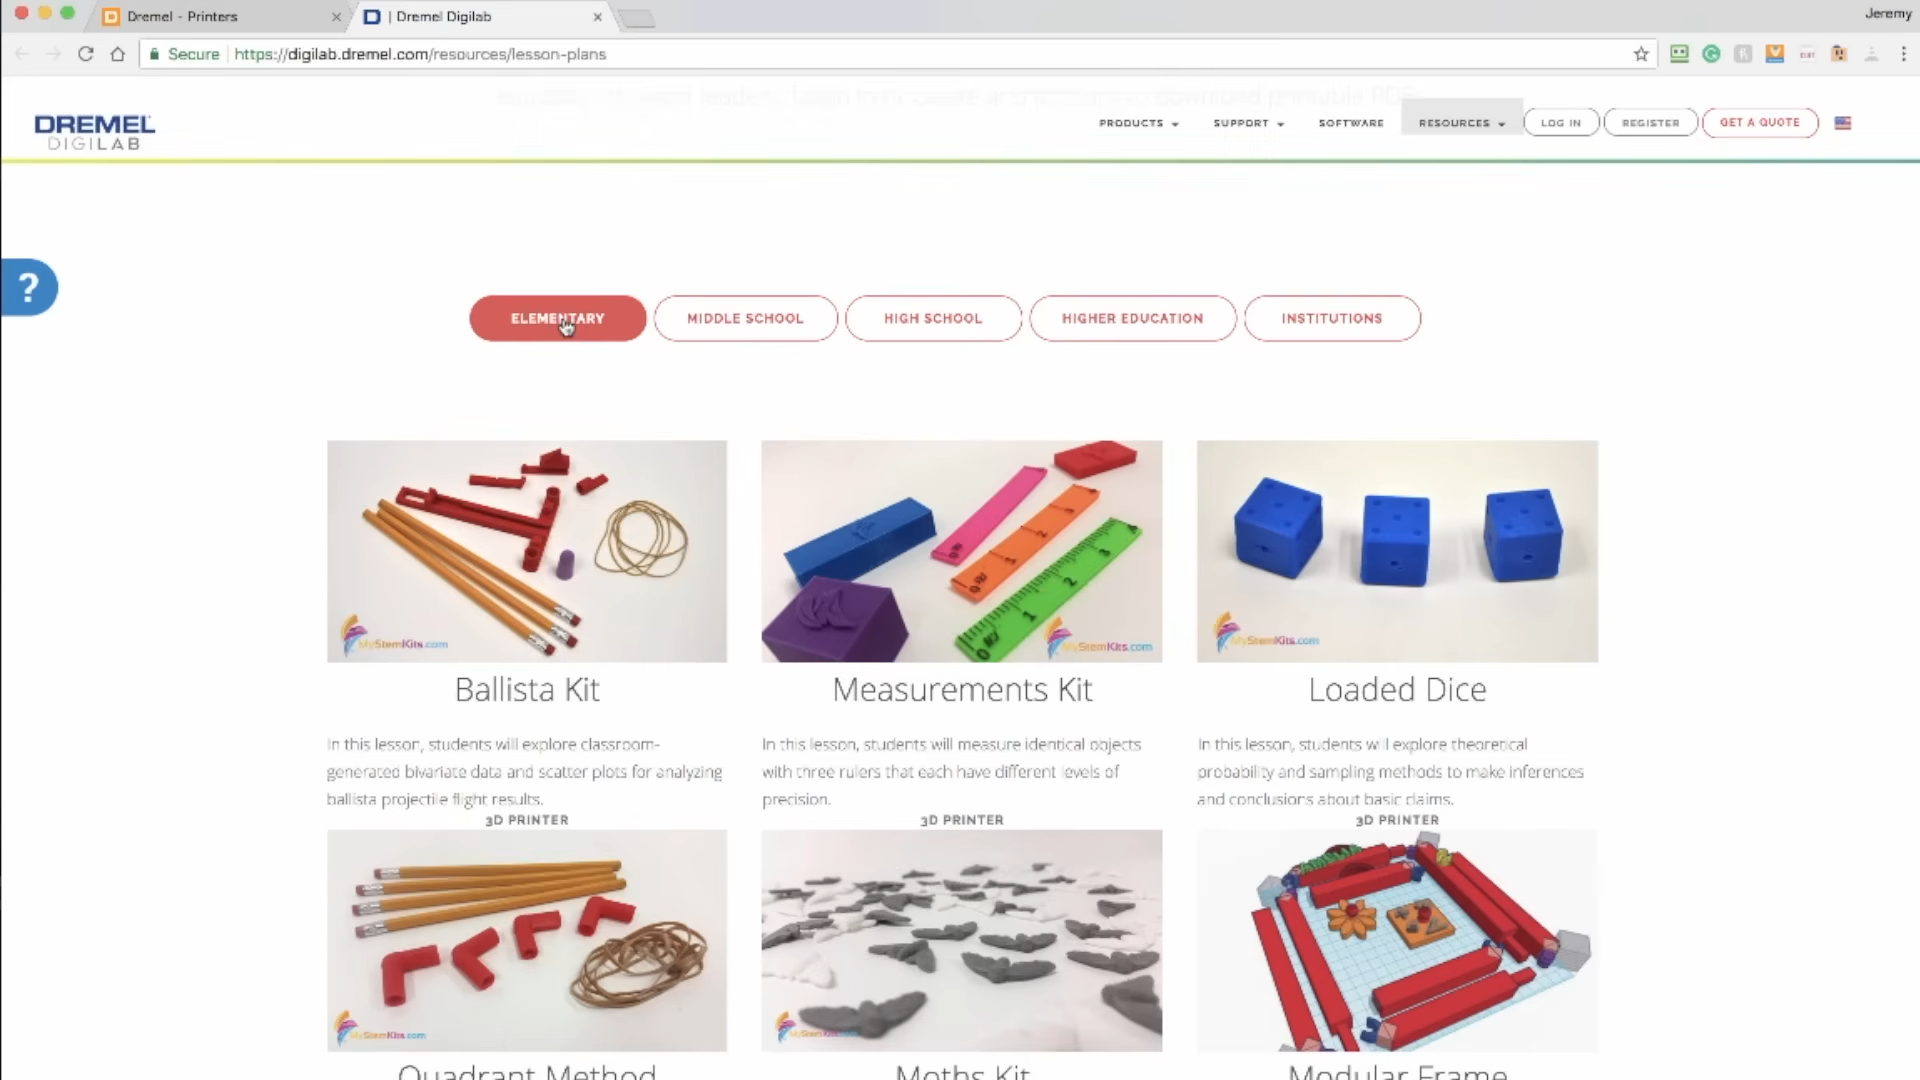 Dremel - Printers
| Dremel Digilab
Jeremy
Secure https://digilab.dremel.com/resources/lesson-plans
DREMEL
DIGILAB
PRODUCTS
SUPPORT
SOFTWARE
RESOURCES
LOG IN
REGISTER
GET A QUOTE
?
ELEMENTARY
MIDDLE SCHOOL
HIGH SCHOOL
HIGHER EDUCATION
INSTITUTIONS
MyStemKits.com
MyStemKits.com
MyStemKits.com
Ballista Kit
In this lesson, students will explore classroom-
generated bivariate data and scatter plots for analyzing
ballista projectile flight results.
3D PRINTER
Measurements Kit
In this lesson, students will measure identical objects
with three rulers that each have different levels of
precision.
3D PRINTER
Loaded Dice
In this lesson, students will explore theoretical
probability and sampling methods to make inferences
and conclusions about basic claims.
3D PRINTER
MyStemKits.com
MyStemKits.com
Quadrant Method
Moths Kit
Modular Frame